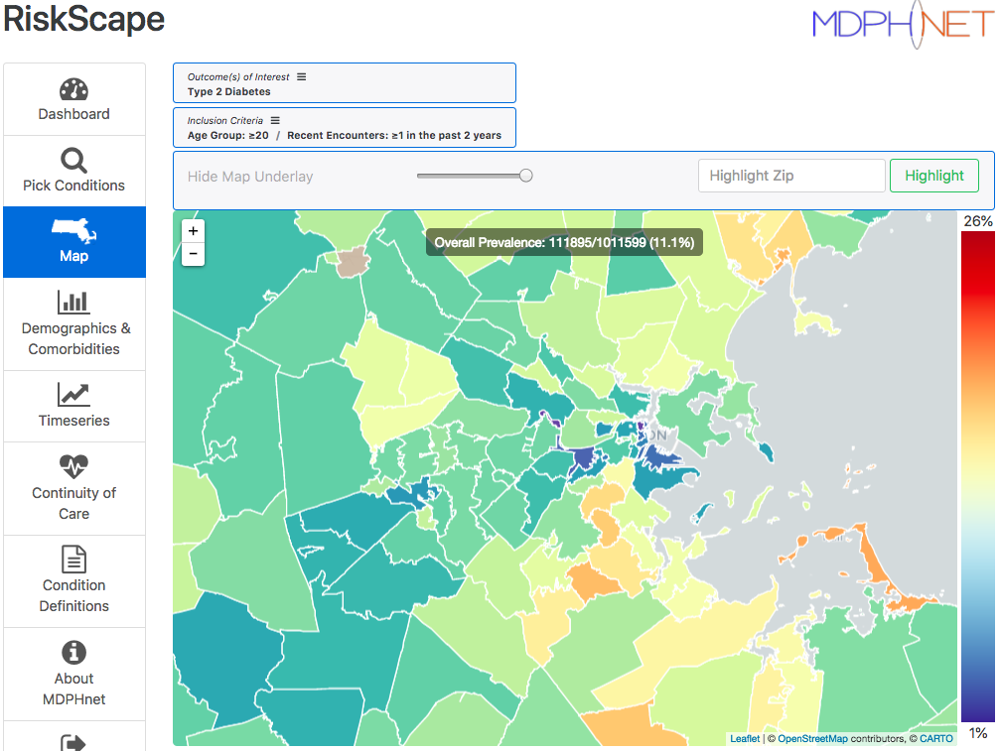 RiskScape
MDPHNET
Dashboard
Pick Conditions
Map
Demographics &
Comorbidities
Timeseries
Continuity of
Care
Condition
Definitions
About
MDPHnet
Outcome(s) of Interest
Type 2 Diabetes
Inclusion Criteria
Age Group: ≥20 / Recent Encounters: ≥1 in the past 2 years
Hide Map Underlay
Highlight Zip
Highlight
+
−
Overall Prevalence: 111895/1011599 (11.1%)
26%
ON
1%
Leaflet | © OpenStreetMap contributors, © CARTO